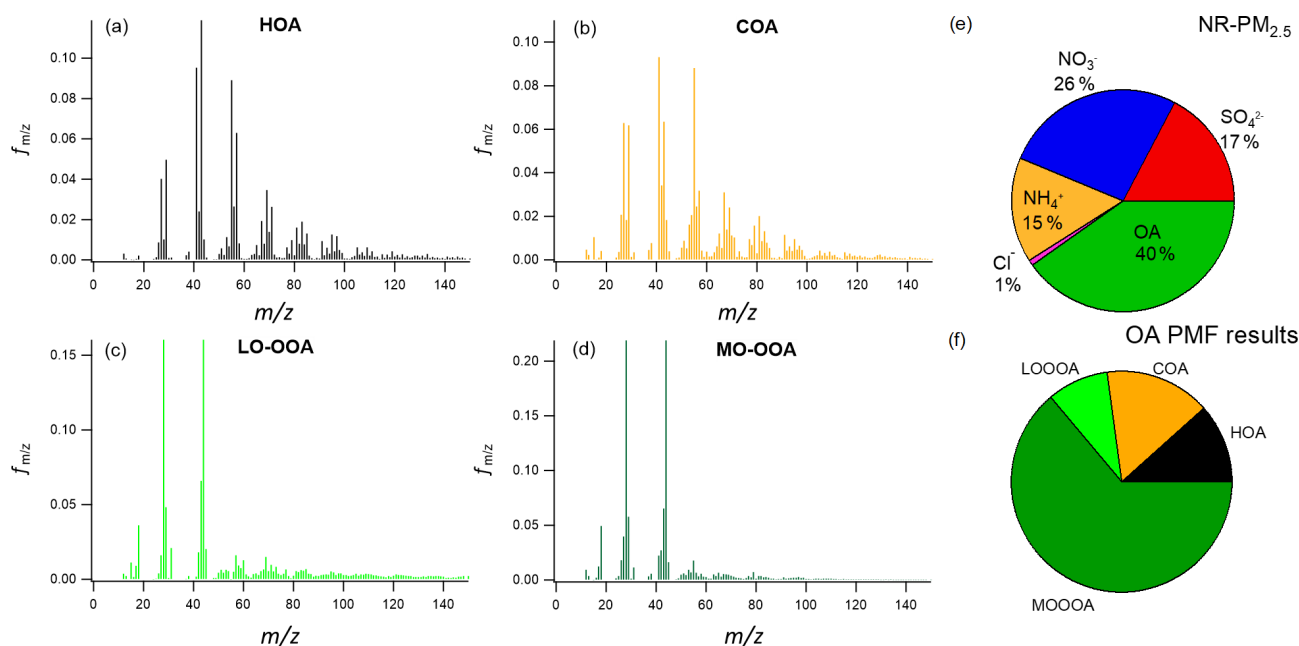 (a)
HOA
0.10
0.08
0.06
0.04
0.02
0.00
f m/z
0 20 40 60 80 100 120 140
m/z
(b)
COA
0.10
0.08
0.06
0.04
0.02
0.00
f m/z
0 20 40 60 80 100 120 140
m/z
(c)
LO-OOA
0.15
0.10
0.05
0.00
f m/z
0 20 40 60 80 100 120 140
m/z
(d)
MO-OOA
0.20
0.15
0.10
0.05
0.00
f m/z
0 20 40 60 80 100 120 140
m/z
(e)
NR-PM2.5
NO3-
26 %
SO4 2-
17 %
NH4+
15 %
OA
40 %
Cl-
1%
(f)
OA PMF results
LOOOA
COA
HOA
MOOOA